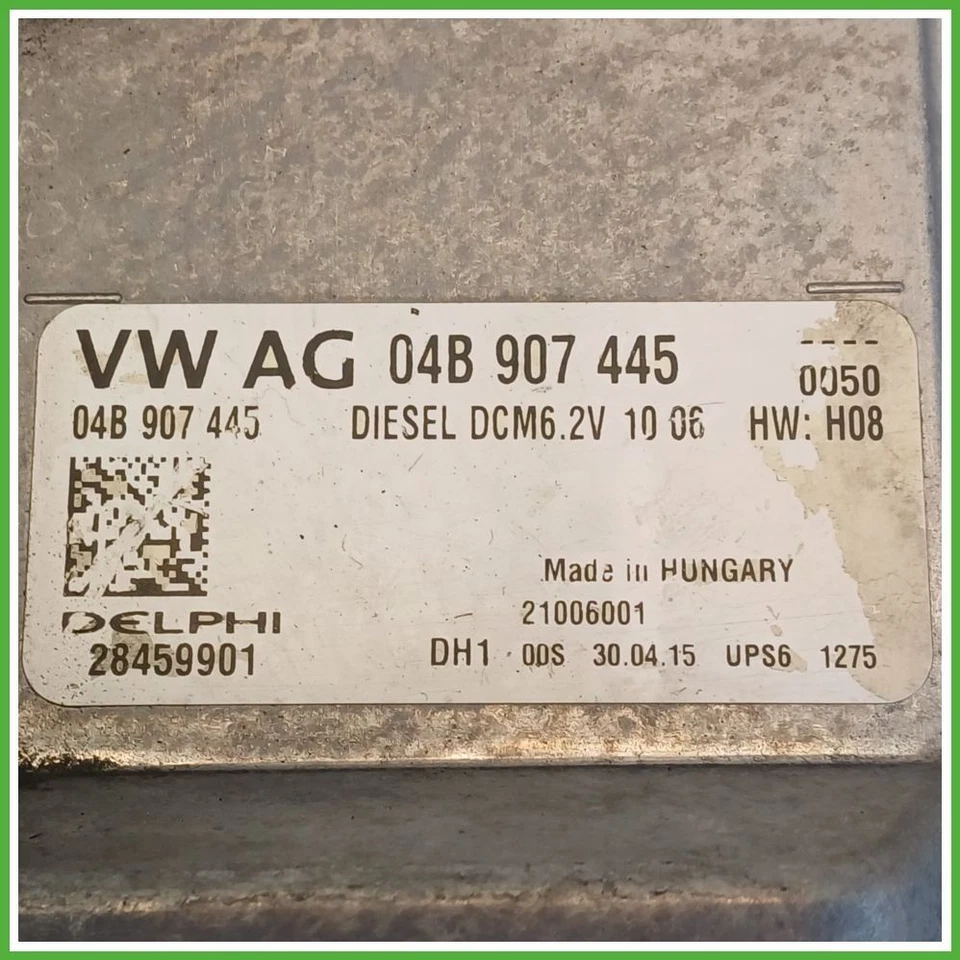 VW AG 04B 907 445
----
0050
04B 907 445 DIESEL DCM6.2V 10 06 HW: H08
Made in HUNGARY
21006001
DELPHI
28459901
DH1 00S 30.04.15 UPS6 1275